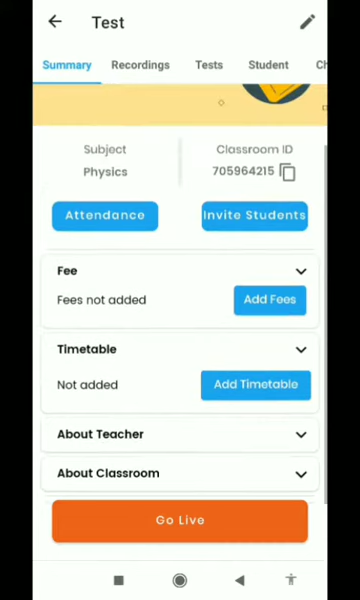 Test
Summary Recordings Tests Student Ch
Subject Classroom ID
Physics 705964215
Attendance Invite Students
Fee
Fees not added Add Fees
Timetable
Not added Add Timetable
About Teacher
About Classroom
Go Live